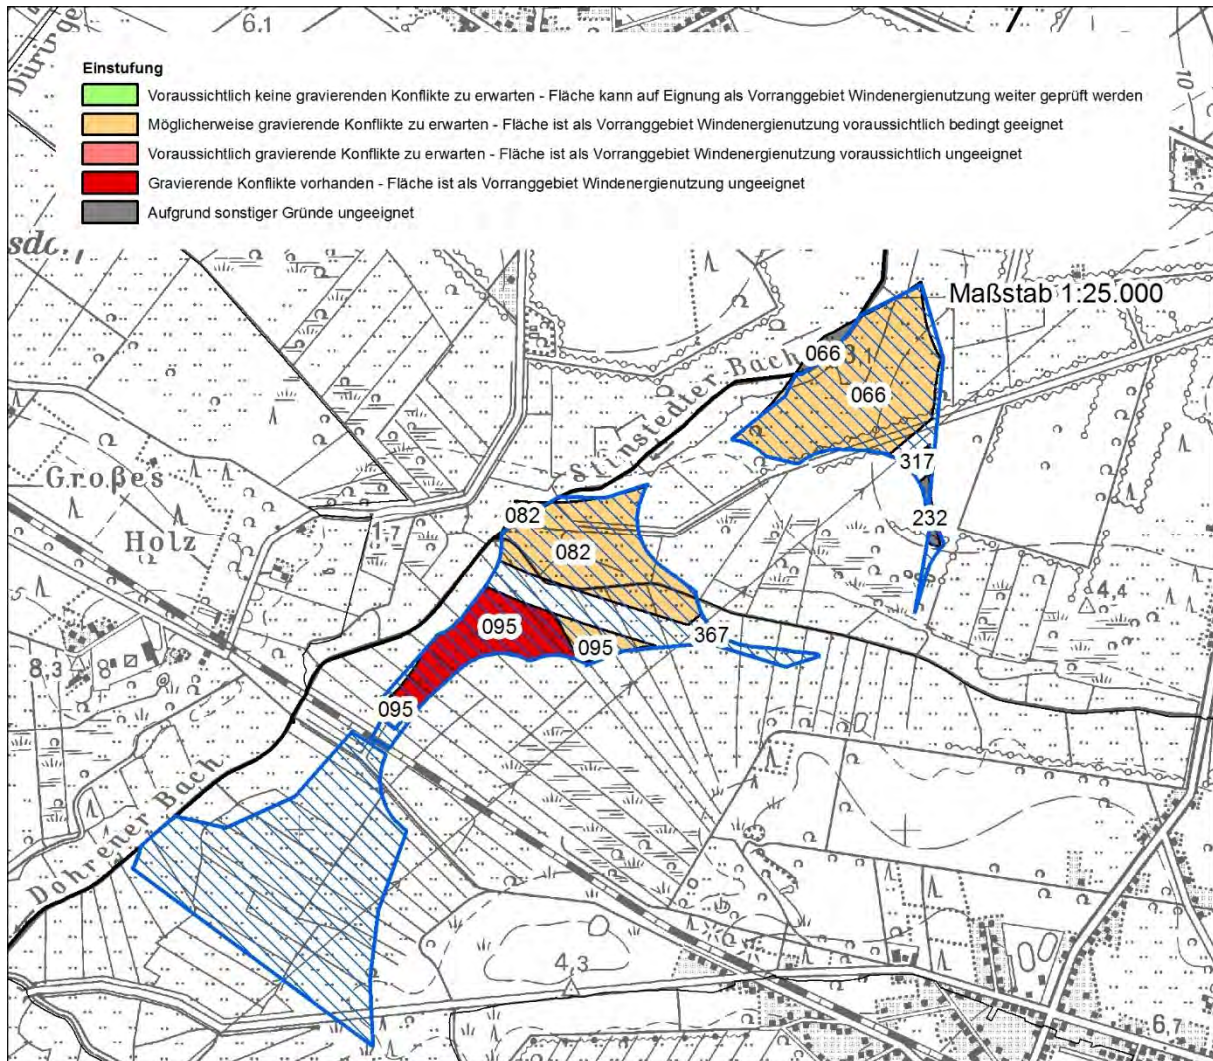 6,1
Einstufung
Voraussichtlich keine gravierenden Konflikte zu erwarten - Fläche kann auf Eignung als Vorranggebiet Windenergienutzung weiter geprüft werden
Möglicherweise gravierende Konflikte zu erwarten - Fläche ist als Vorranggebiet Windenergienutzung voraussichtlich bedingt geeignet
Voraussichtlich gravierende Konflikte zu erwarten - Fläche ist als Vorranggebiet Windenergienutzung voraussichtlich ungeeignet
Gravierende Konflikte vorhanden - Fläche ist als Vorranggebiet Windenergienutzung ungeeignet
Aufgrund sonstiger Gründe ungeeignet
10
Maßstab 1:25.000
066
066
Stinstedter Bach
317
Großes
Holz
1,7
082
232
082
4,4
095
367
095
8,3
8
095
Dohrener Bach
4,3
6,7